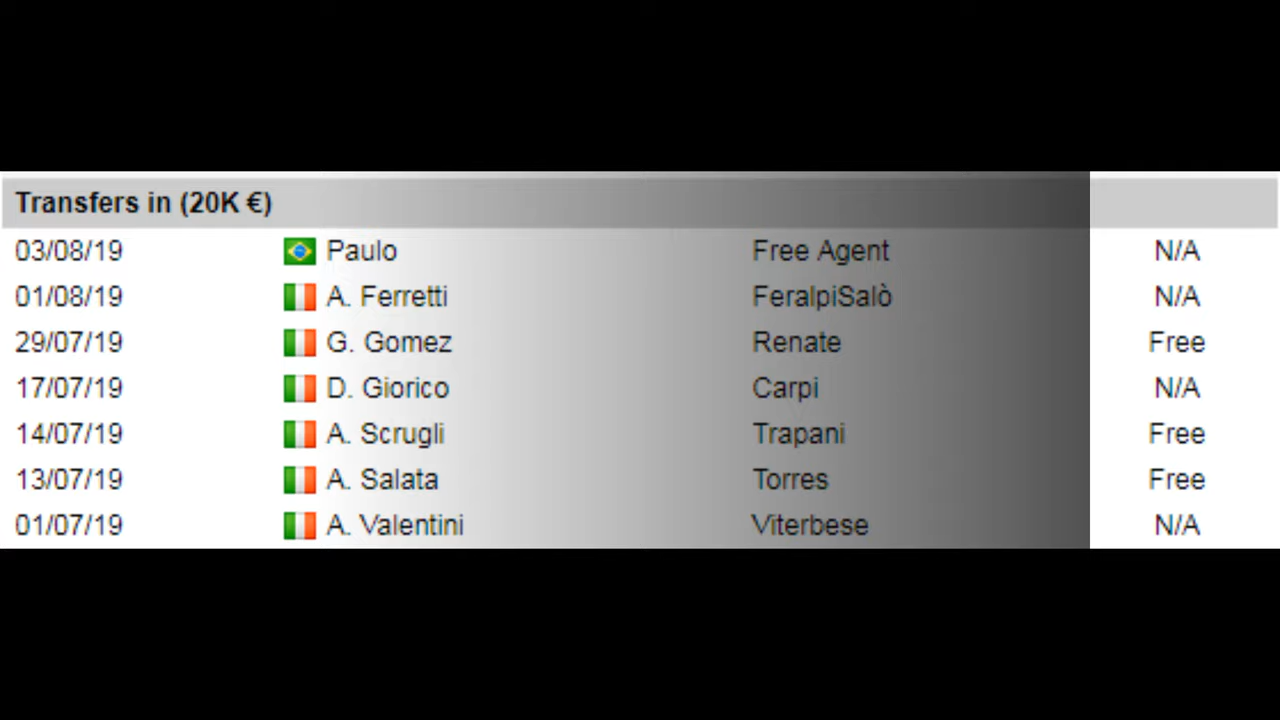 Transfers in (20K €)
03/08/19 Paulo Free Agent N/A
01/08/19 A. Ferretti FeralpiSalò N/A
29/07/19 G. Gomez Renate Free
17/07/19 D. Giorico Carpi N/A
14/07/19 A. Scrugli Trapani Free
13/07/19 A. Salata Torres Free
01/07/19 A. Valentini Viterbese N/A